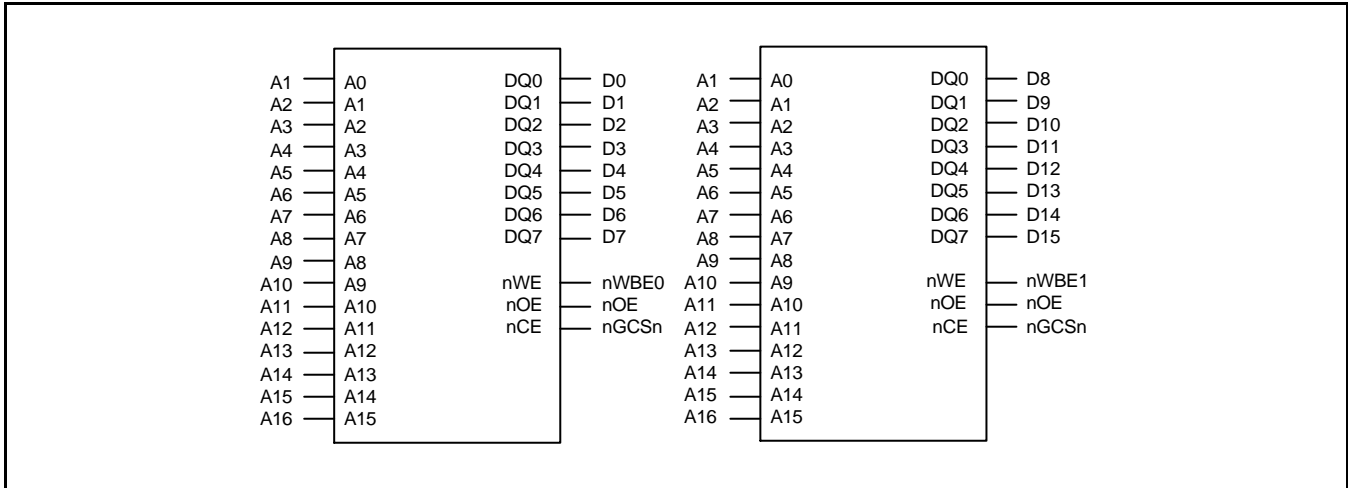 A1 A0 DQ0 D0 A1 A0 DQ0 D8
A2 A1 DQ1 D1 A2 A1 DQ1 D9
A3 A2 DQ2 D2 A3 A2 DQ2 D10
A4 A3 DQ3 D3 A4 A3 DQ3 D11
A5 A4 DQ4 D4 A5 A4 DQ4 D12
A6 A5 DQ5 D5 A6 A5 DQ5 D13
A7 A6 DQ6 D6 A7 A6 DQ6 D14
A8 A7 DQ7 D7 A8 A7 DQ7 D15
A9 A8 A9 A8
A10 A9 nWE nWBE0 A10 A9 nWE nWBE1
A11 A10 nOE nOE A11 A10 nOE nOE
A12 A11 nCE nGCSn A12 A11 nCE nGCSn
A13 A12 A13 A12
A14 A13 A14 A13
A15 A14 A15 A14
A16 A15 A16 A15